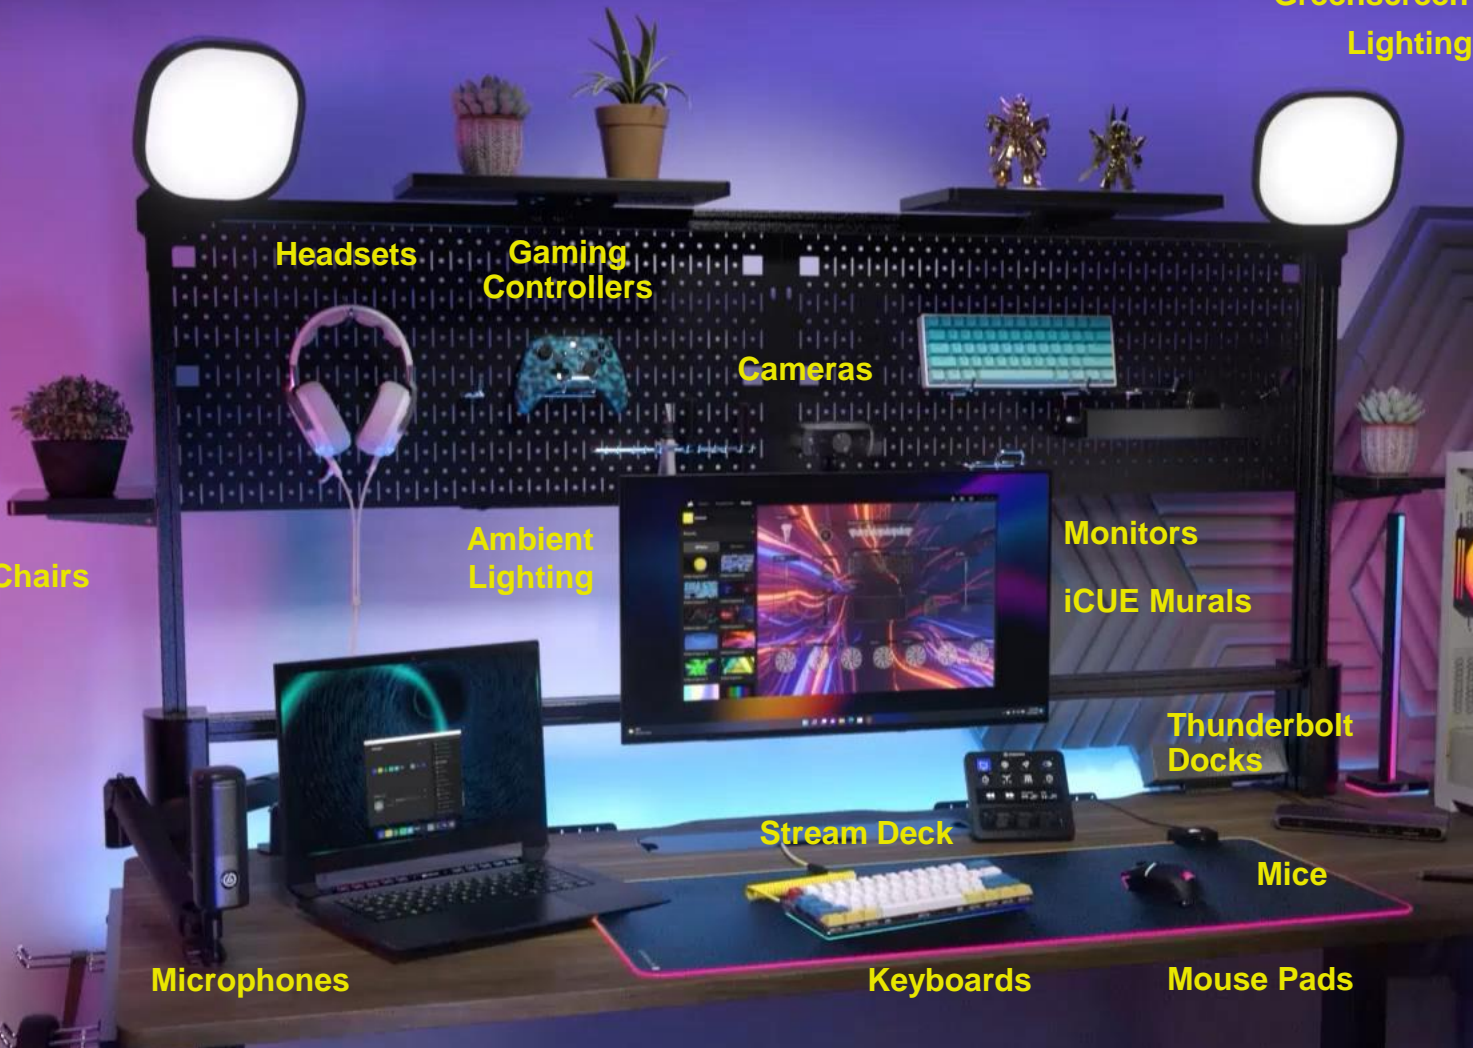 Greenscreen
Lighting
Headsets
Gaming
Controllers
Cameras
Ambient
Lighting
Monitors
Chairs
iCUE Murals
Thunderbolt
Docks
Stream Deck
Mice
Microphones
Keyboards
Mouse Pads